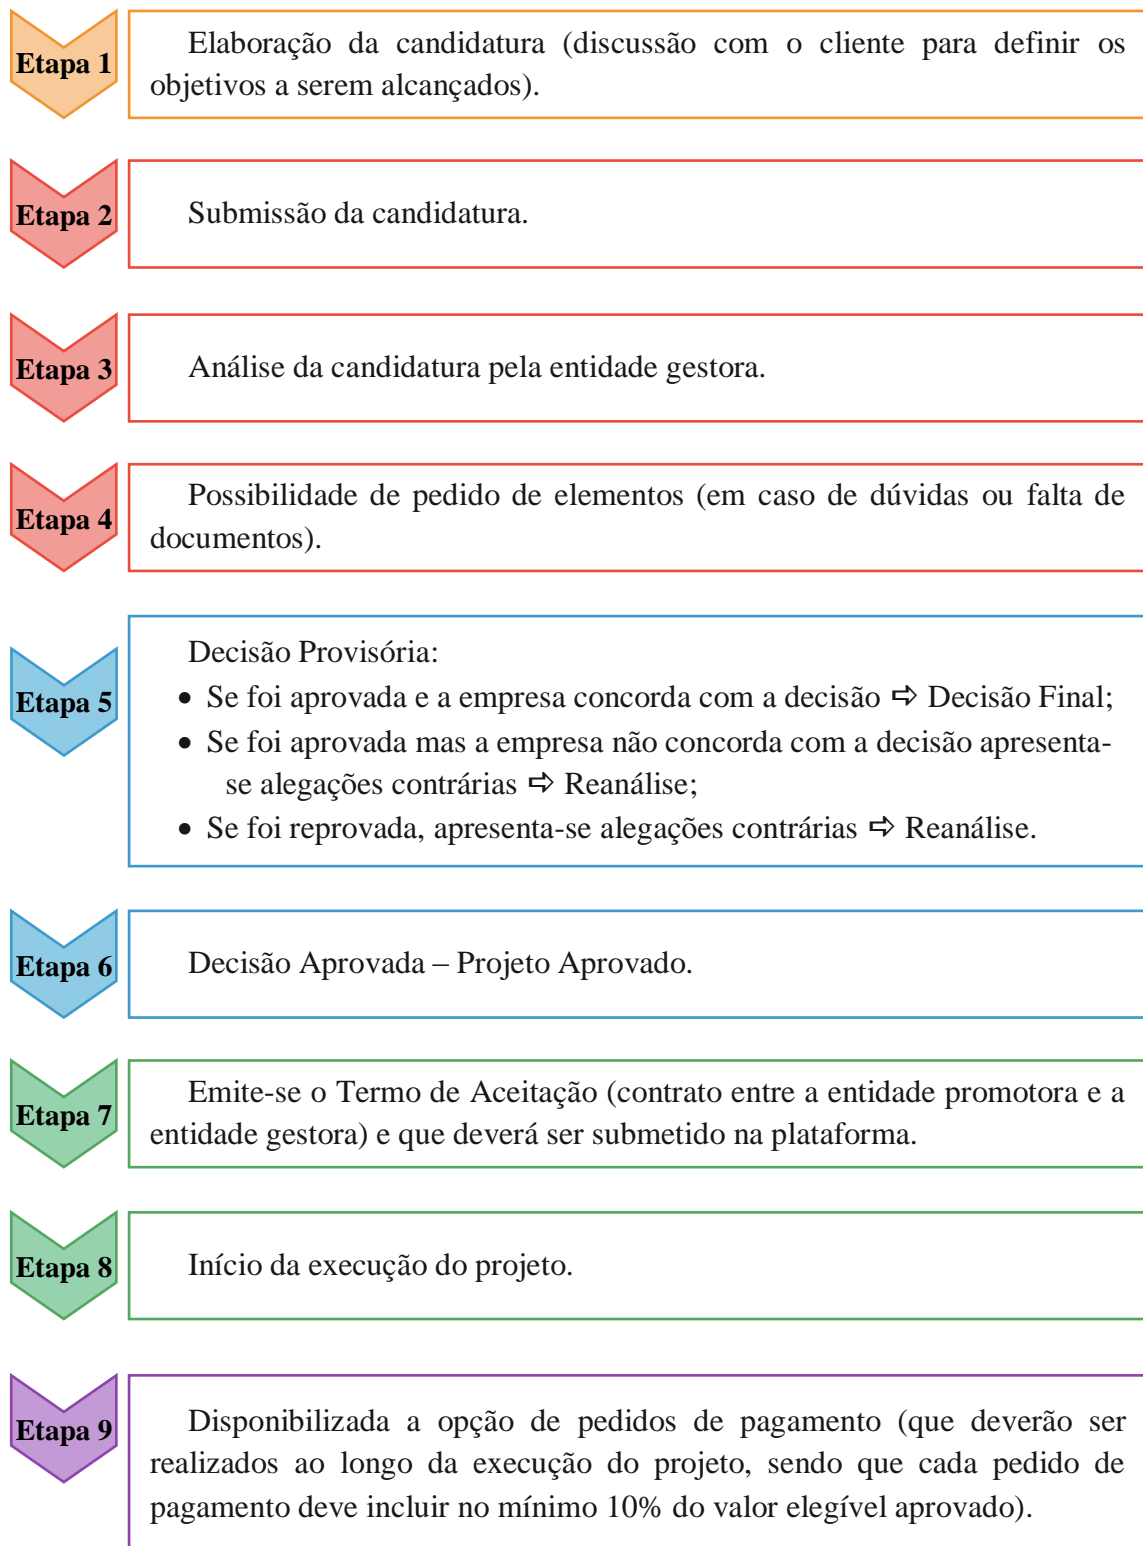 Etapa 1
Elaboração da candidatura (discussão com o cliente para definir os
objetivos a serem alcançados).
Etapa 2
Submissão da candidatura.
Etapa 3
Análise da candidatura pela entidade gestora.
Etapa 4
Possibilidade de pedido de elementos (em caso de dúvidas ou falta de
documentos).
Etapa 5
Decisão Provisória:
• Se foi aprovada e a empresa concorda com a decisão ⇨ Decisão Final;
• Se foi aprovada mas a empresa não concorda com a decisão apresenta-
se alegações contrárias ⇨ Reanálise;
• Se foi reprovada, apresenta-se alegações contrárias ⇨ Reanálise.
Etapa 6
Decisão Aprovada – Projeto Aprovado.
Etapa 7
Emite-se o Termo de Aceitação (contrato entre a entidade promotora e a
entidade gestora) e que deverá ser submetido na plataforma.
Etapa 8
Início da execução do projeto.
Etapa 9
Disponibilizada a opção de pedidos de pagamento (que deverão ser
realizados ao longo da execução do projeto, sendo que cada pedido de
pagamento deve incluir no mínimo 10% do valor elegível aprovado).